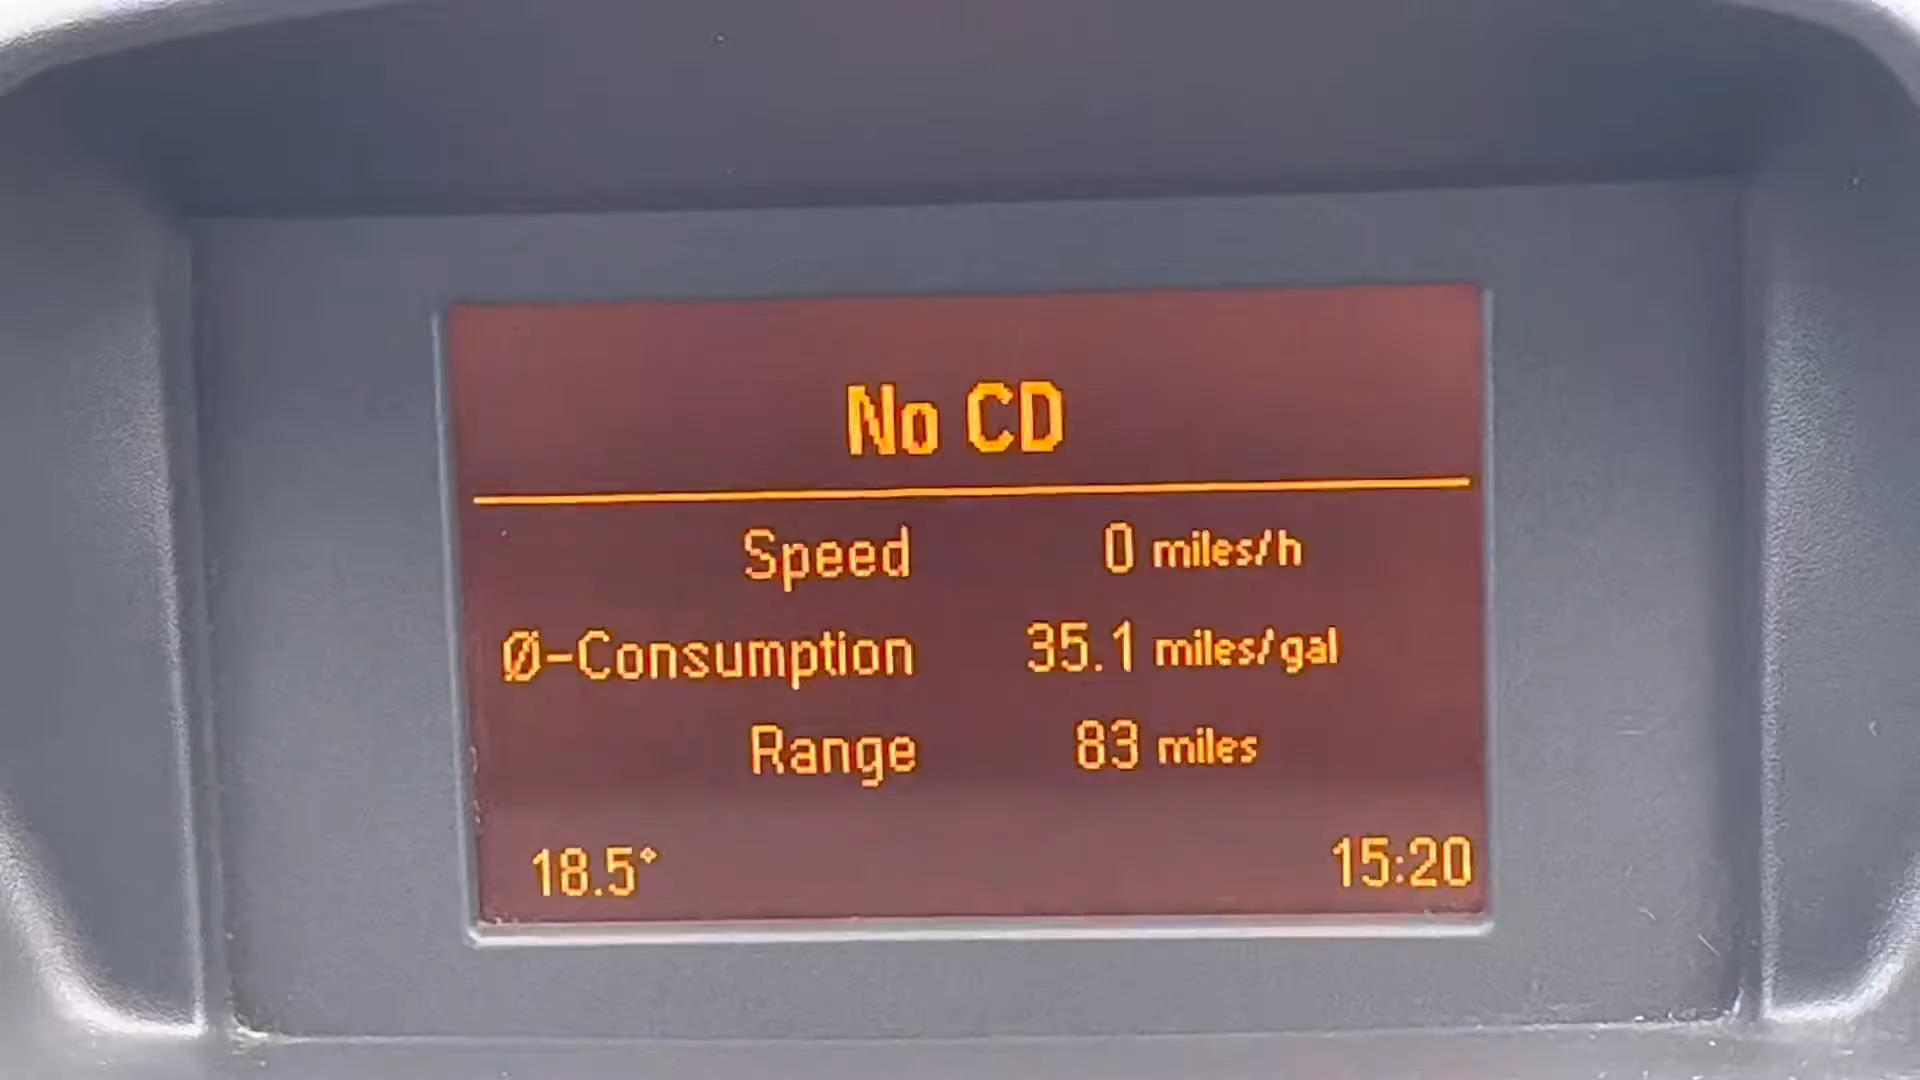 No CD
Speed 0 miles/h
Ø-Consumption 35.1 miles/gal
Range 83 miles
18.5° 15:20